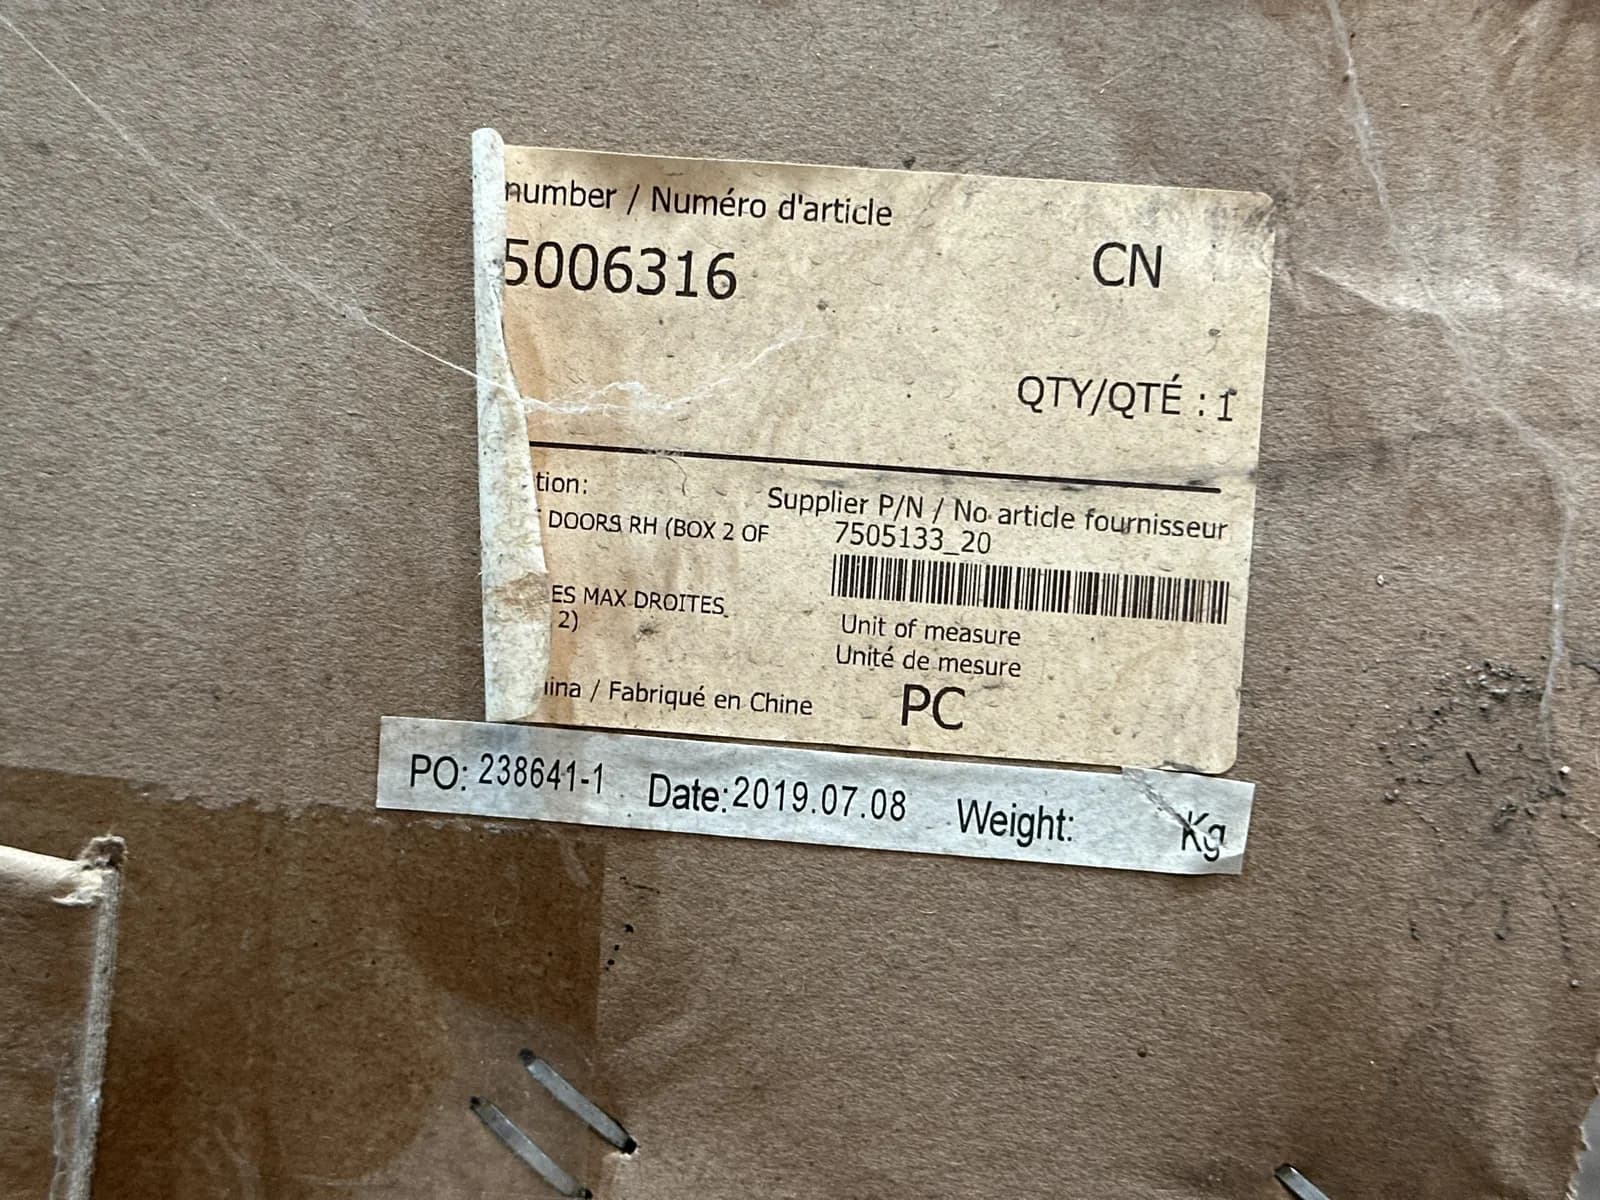 number / Numéro d'article
5006316
CN
QTY/QTÉ : 1
tion:
DOORS RH (BOX 2 OF
ES MAX DROITES
2)
ina / Fabriqué en Chine
Supplier P/N / No article fournisseur
7505133_20
Unit of measure
Unité de mesure
PC
PO: 238641-1 Date:2019.07.08 Weight: Kg